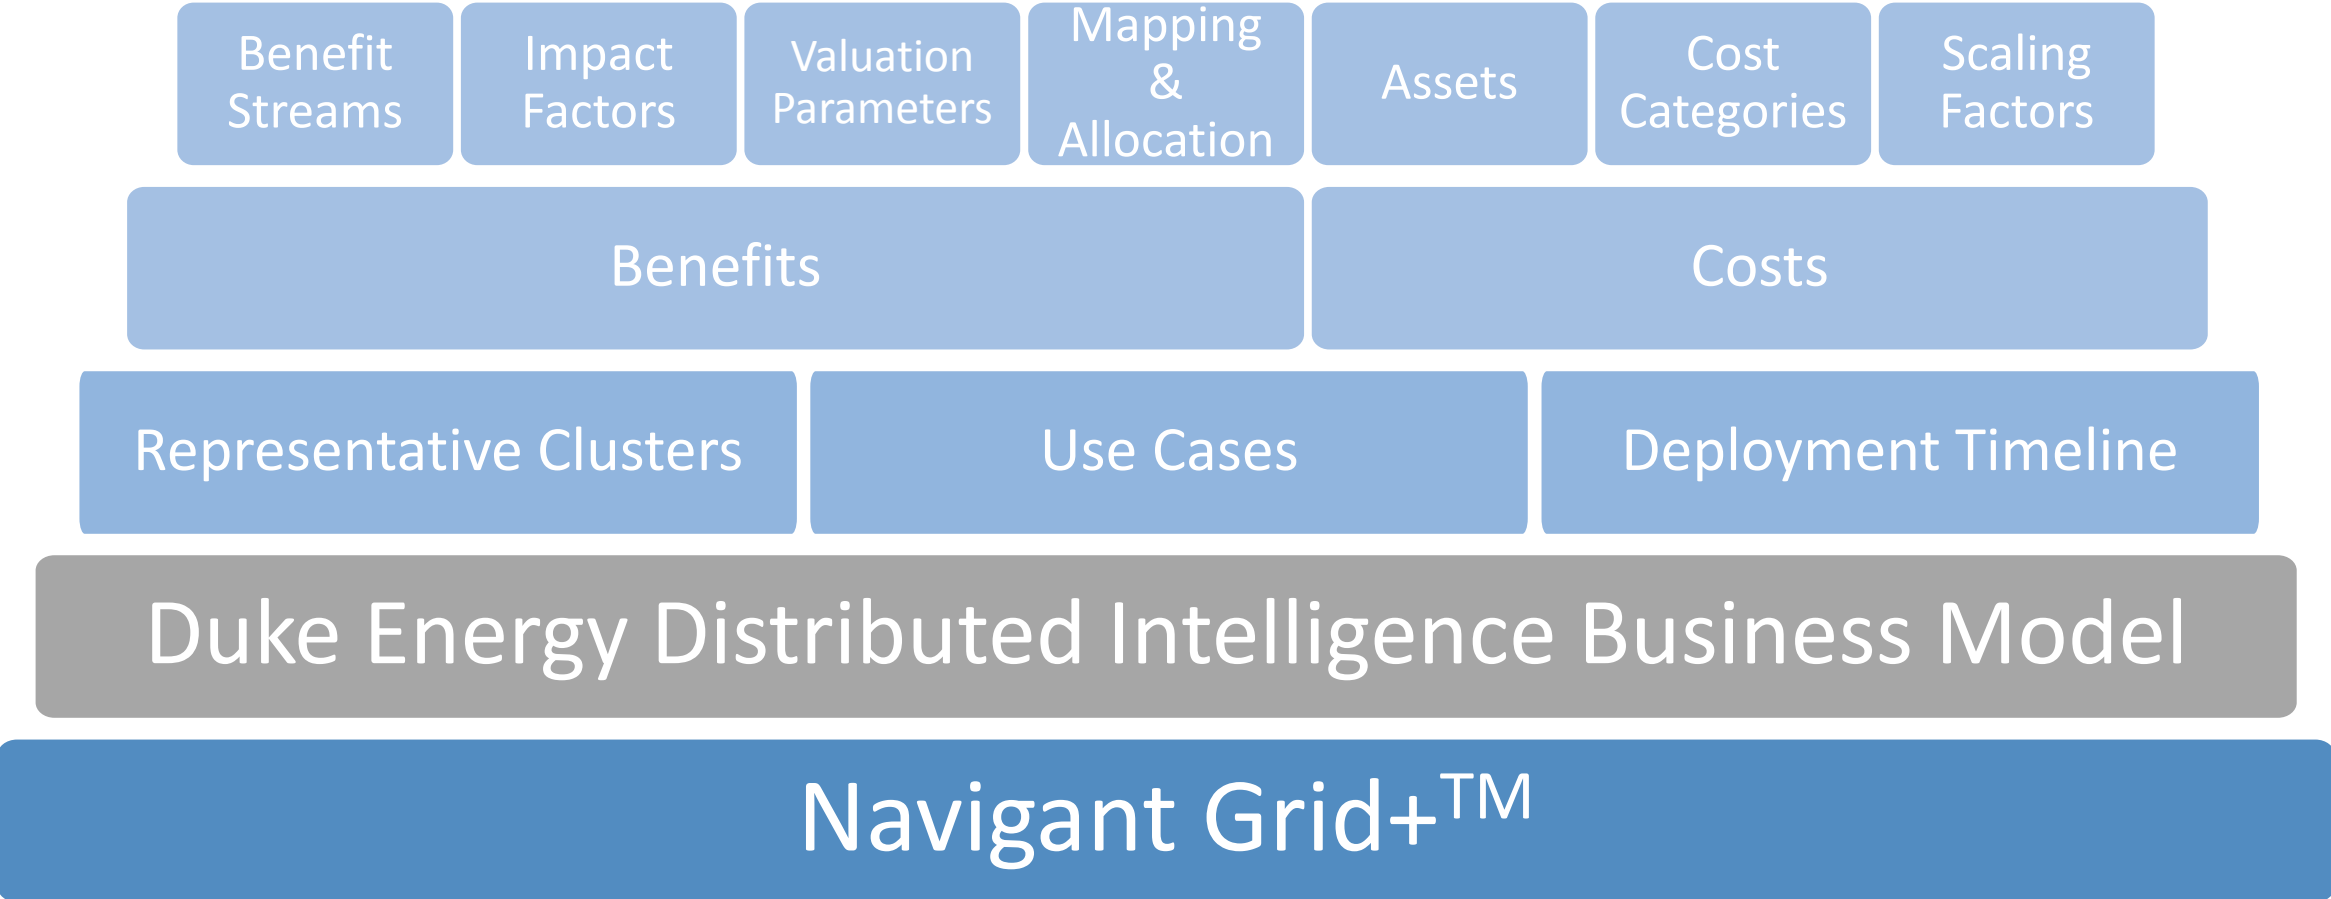 Benefit
Streams
Impact
Factors
Valuation
Parameters
Mapping
&
Allocation
Assets
Cost
Categories
Scaling
Factors
Benefits
Costs
Representative Clusters
Use Cases
Deployment Timeline
Duke Energy Distributed Intelligence Business Model
Navigant Grid+TM